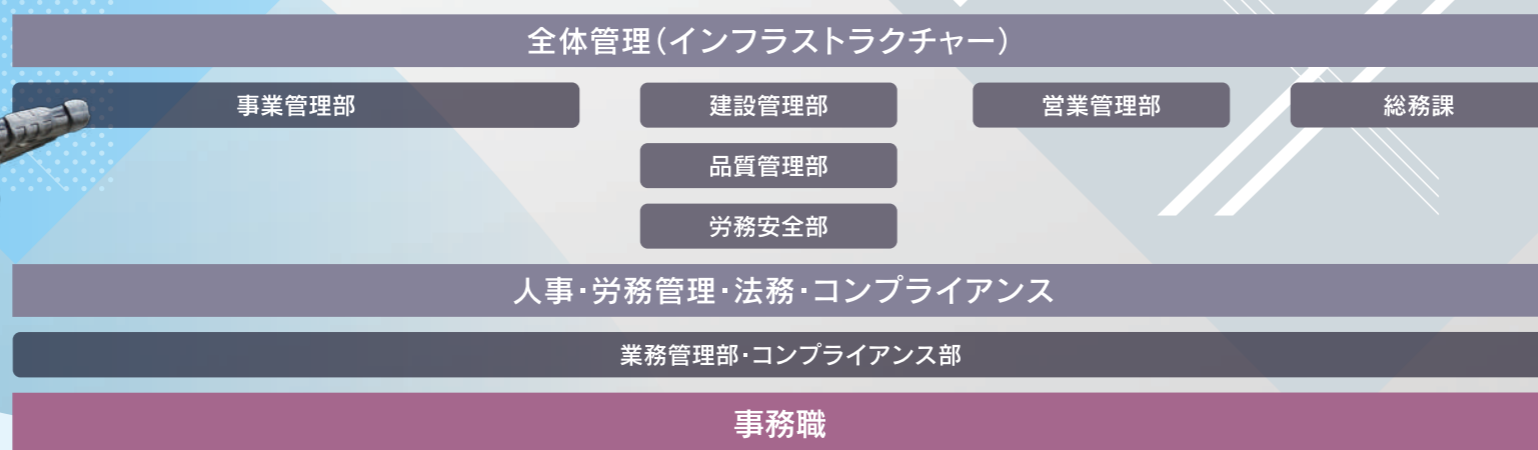 全体管理（インフラストラクチャー）
事業管理部
建設管理部
営業管理部
総務課
品質管理部
労務安全部
人事・労務管理・法務・コンプライアンス
業務管理部・コンプライアンス部
事務職